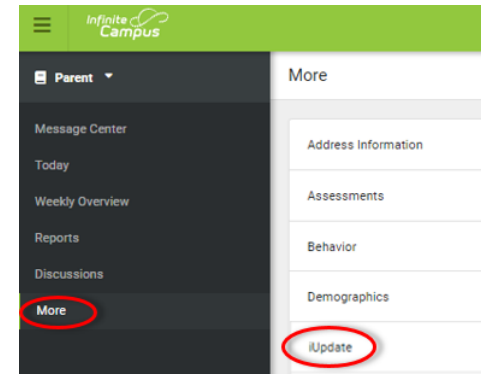 Infinite
Campus
Parent
More
Message Center
Today
Weekly Overview
Reports
Discussions
More
Address Information
Assessments
Behavior
Demographics
iUpdate